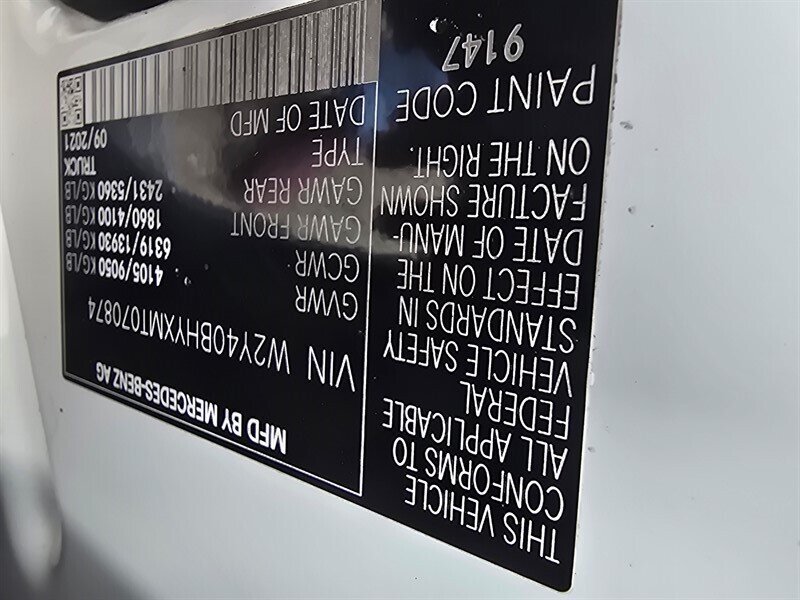 MFD BY MERCEDES-BENZ AG
VIN W2Y40BHYXMT070874
GVWR 4105/9050 KG/LB
GCWR 6319/13930 KG/LB
GAWR FRONT 1860/4100 KG/LB
GAWR REAR 2431/5360 KG/LB
TYPE TRUCK
DATE OF MFD 09/2021
THIS VEHICLE
CONFORMS TO
ALL APPLICABLE
FEDERAL
VEHICLE SAFETY
STANDARDS IN
EFFECT ON THE
DATE OF MANU-
FACTURE SHOWN
ON THE RIGHT.
PAINT CODE
9147